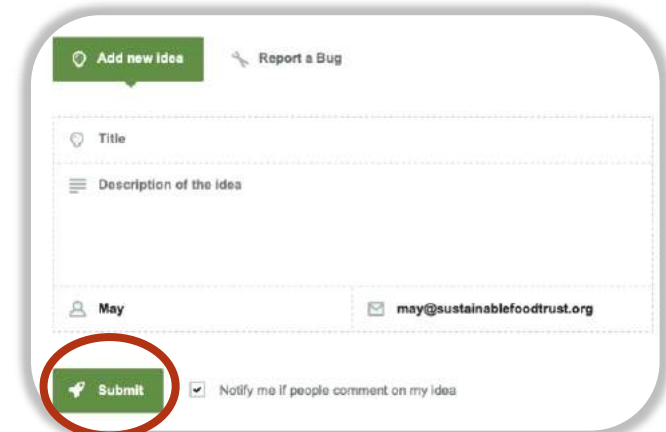 Add new idea Report a Bug
Title
Description of the idea
May may@sustainablefoodtrust.org
Submit Notify me if people comment on my idea